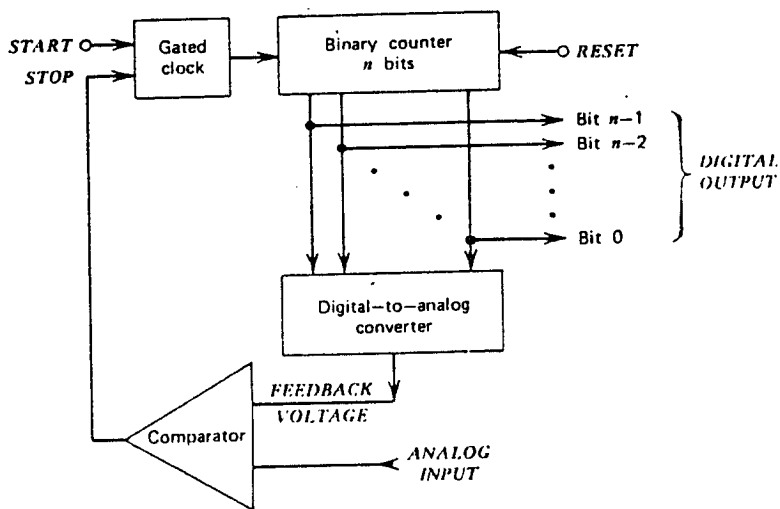 START
STOP
Gated
clock
Binary counter
n bits
RESET
Bit n−1
Bit n−2
Bit 0
DIGITAL
OUTPUT
Digital—to—analog
converter
FEEDBACK
VOLTAGE
Comparator
ANALOG
INPUT